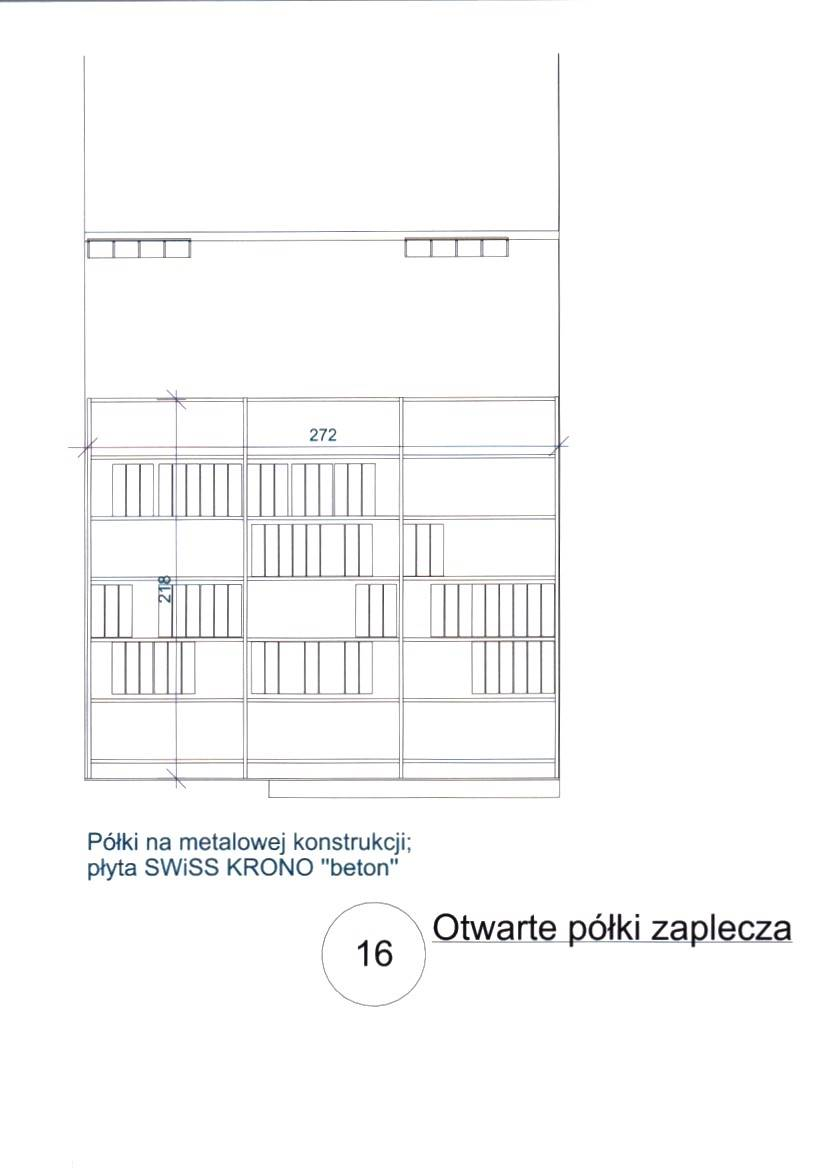 272
218
Półki na metalowej konstrukcji;
płyta SWiSS KRONO "beton"
16
Otwarte półki zaplecza